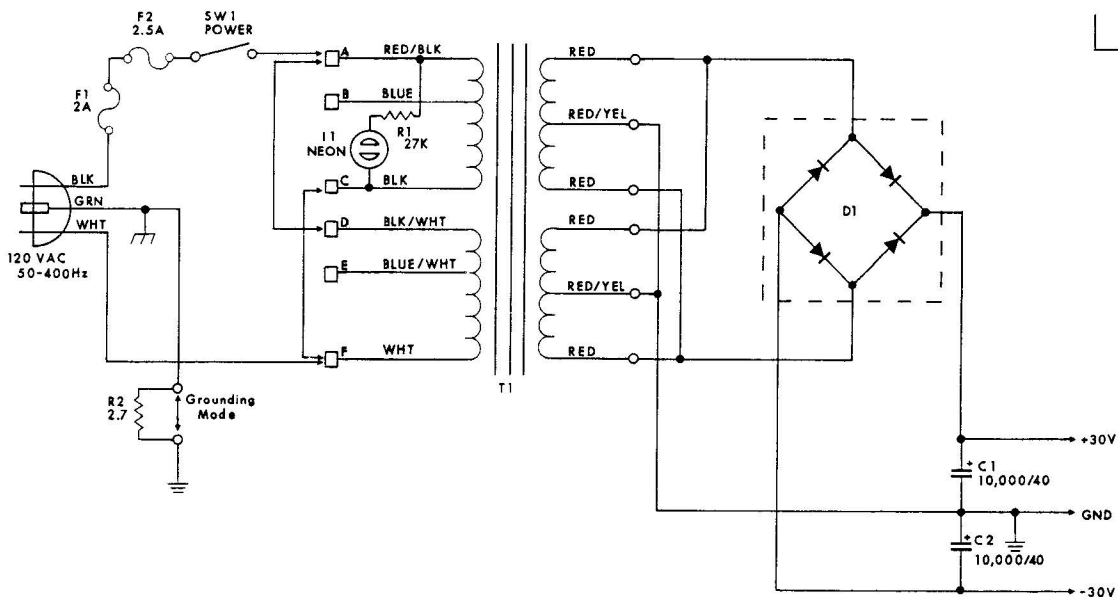 F2
2.5A
SW1
POWER
F1
2A
BLK
GRN
WHT
120 VAC
50-400Hz
R2
2.7
Grounding
Mode
A
RED/BLK
B
BLUE
R1
27K
I1
NEON
C
BLK
D
BLK/WHT
E
BLUE/WHT
F
WHT
T1
RED
RED/YEL
RED
RED
RED/YEL
RED
D1
+30V
+
C1
10,000/40
GND
+
C2
10,000/40
-30V